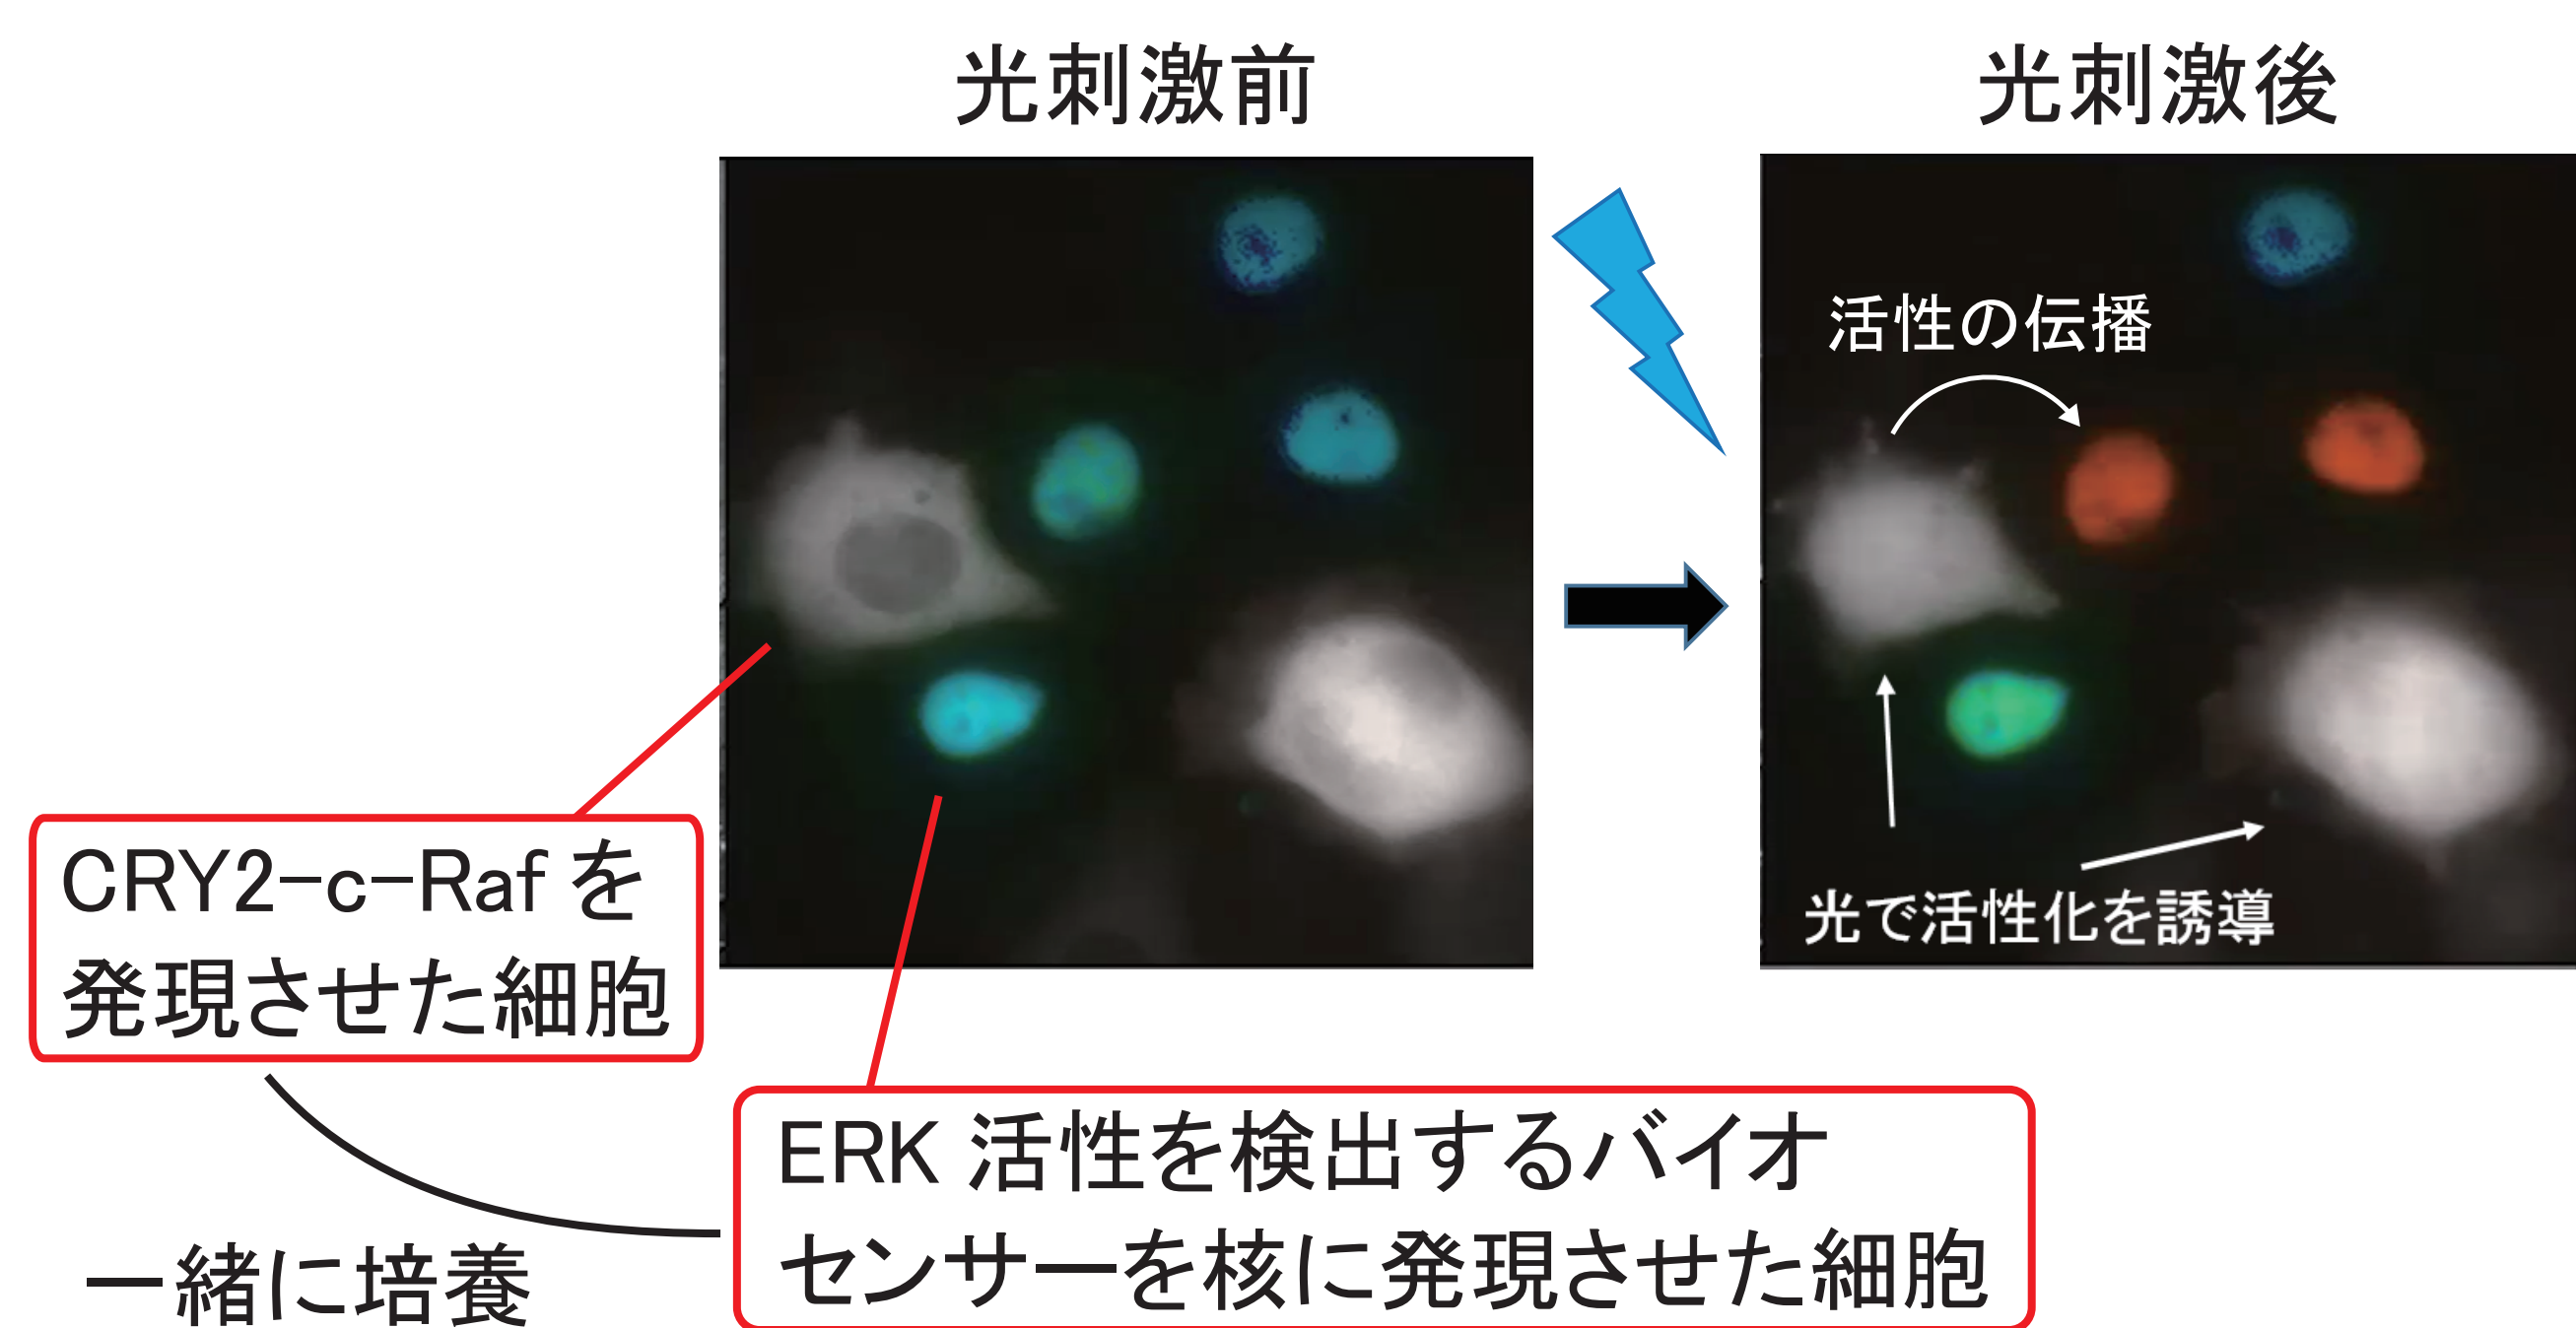 光刺激前
光刺激後
活性の伝播
光で活性化を誘導
CRY2-c-Raf を
発現させた細胞
ERK 活性を検出するバイオ
センサーを核に発現させた細胞
一緒に培養